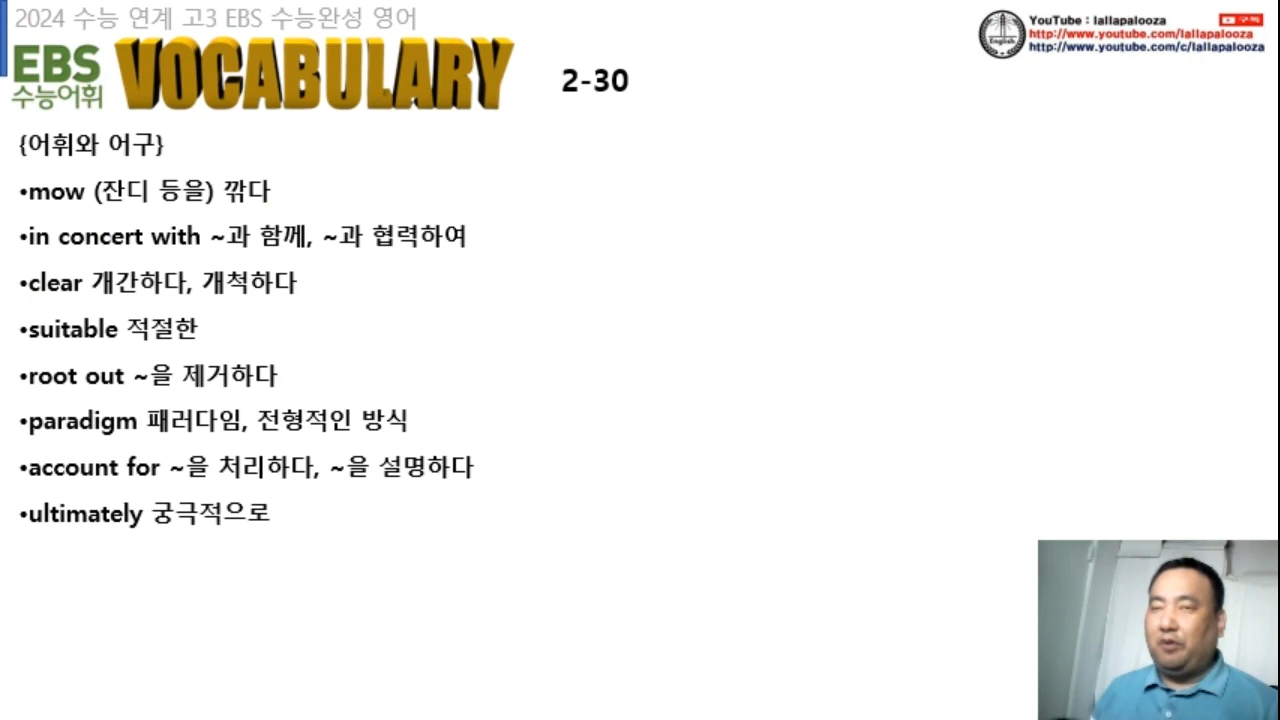 2024 수능 연계 고3 EBS 수능완성 영어
EBS 수능어휘 VOCABULARY 2-30
YouTube : lallapalooza 구독
http://www.youtube.com/lallapalooza
http://www.youtube.com/c/lallapalooza
English
{어휘와 어구}
•mow (잔디 등을) 깎다
•in concert with ~과 함께, ~과 협력하여
•clear 개간하다, 개척하다
•suitable 적절한
•root out ~을 제거하다
•paradigm 패러다임, 전형적인 방식
•account for ~을 처리하다, ~을 설명하다
•ultimately 궁극적으로